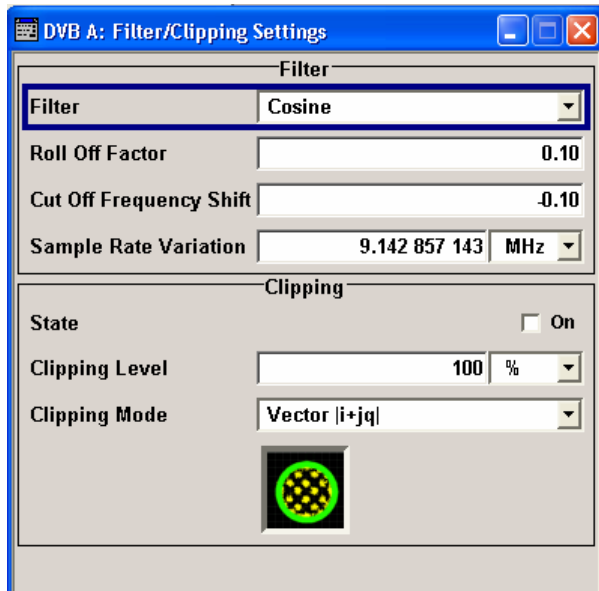 DVB A: Filter/Clipping Settings
Filter
Filter Cosine
Roll Off Factor 0.10
Cut Off Frequency Shift -0.10
Sample Rate Variation 9.142 857 143 MHz
Clipping
State On
Clipping Level 100 %
Clipping Mode Vector |i+jq|